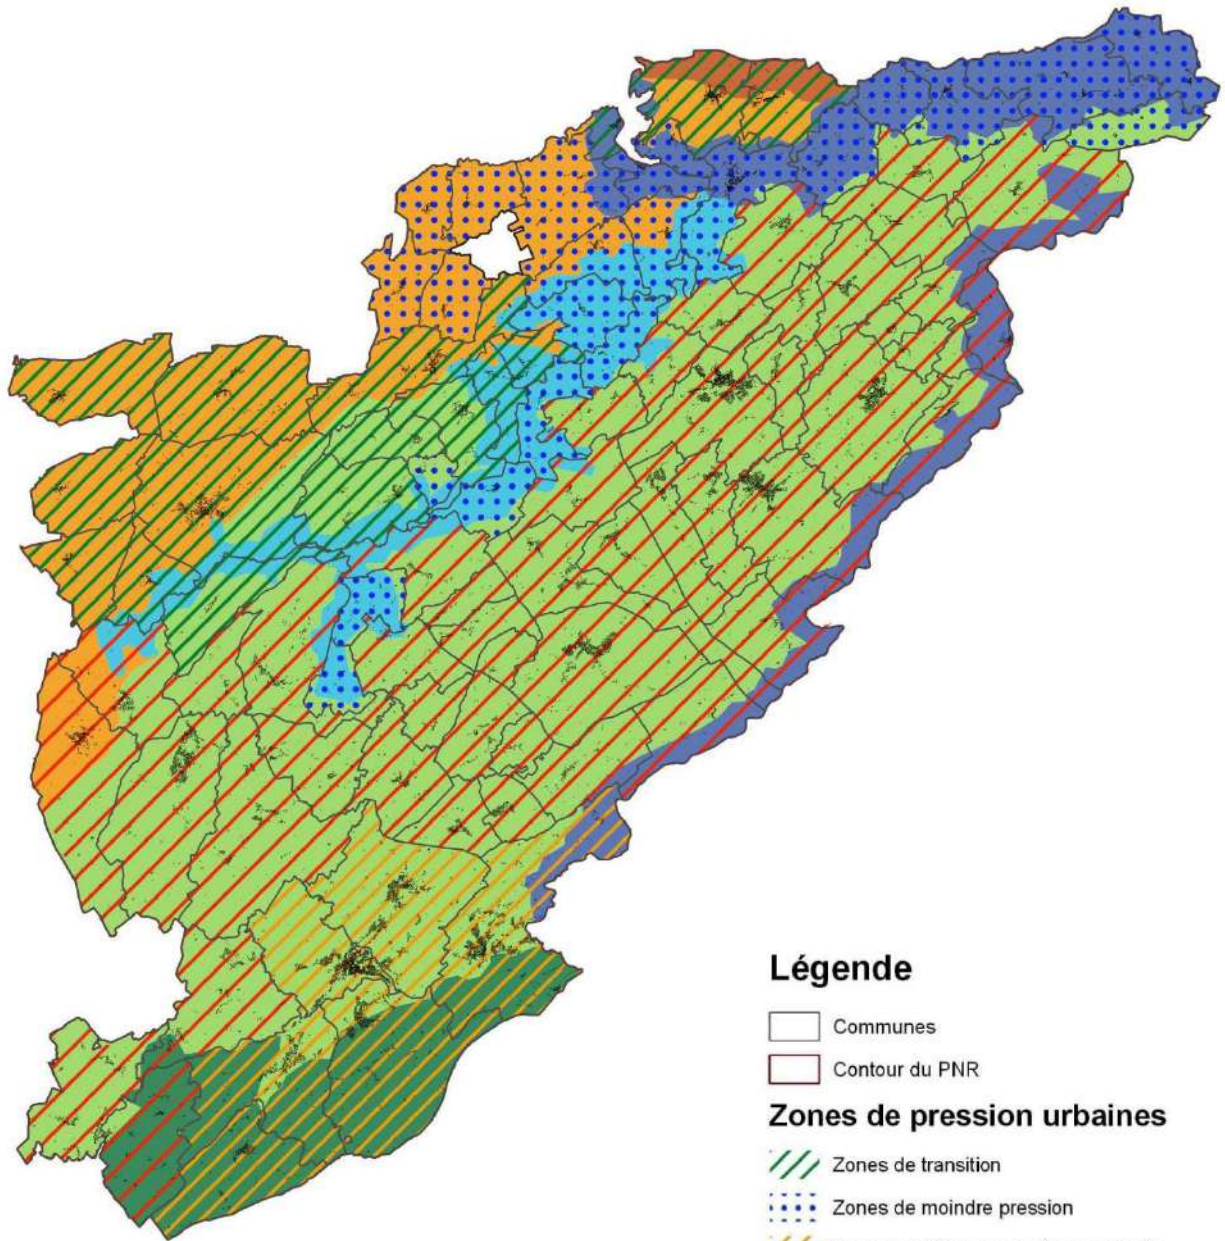 Légende
Communes
Contour du PNR
Zones de pression urbaines
Zones de transition
Zones de moindre pression